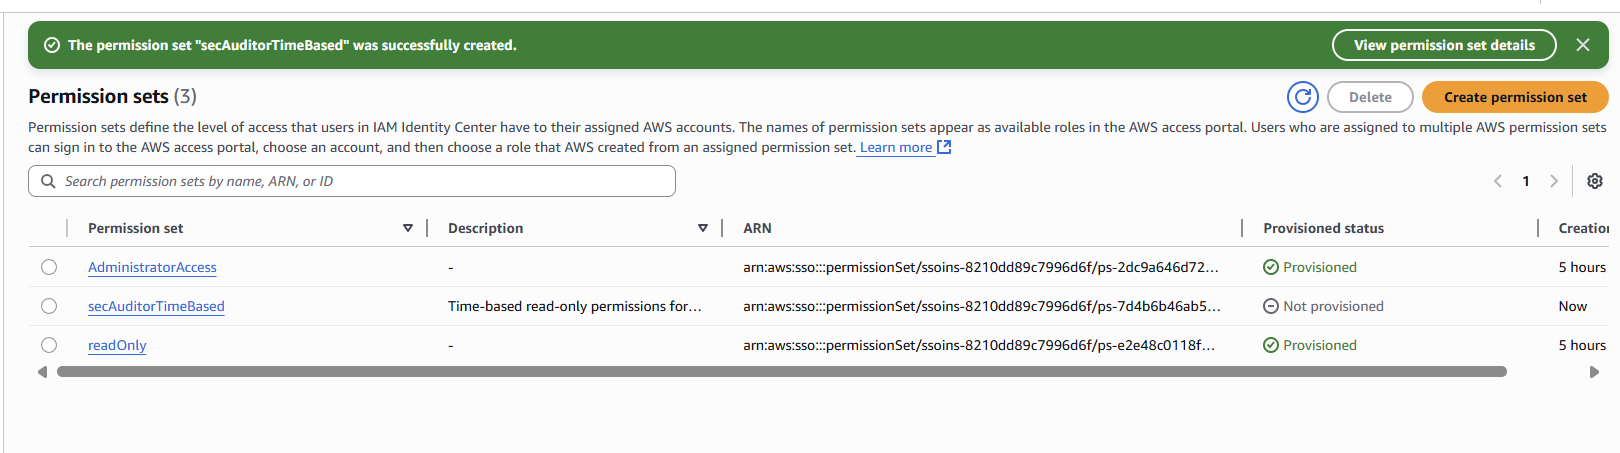 The permission set "secAuditorTimeBased" was successfully created.
View permission set details
Permission sets (3)
Delete
Create permission set
Permission sets define the level of access that users in IAM Identity Center have to their assigned AWS accounts. The names of permission sets appear as available roles in the AWS access portal. Users who are assigned to multiple AWS permission sets
can sign in to the AWS access portal, choose an account, and then choose a role that AWS created from an assigned permission set. Learn more
Search permission sets by name, ARN, or ID
1
Permission set Description ARN Provisioned status Creation
AdministratorAccess - arn:aws:sso:::permissionSet/ssoins-8210dd89c7996d6f/ps-2dc9a646d72... Provisioned 5 hours
secAuditorTimeBased Time-based read-only permissions for... arn:aws:sso:::permissionSet/ssoins-8210dd89c7996d6f/ps-7d4b6b46ab5... Not provisioned Now
readOnly - arn:aws:sso:::permissionSet/ssoins-8210dd89c7996d6f/ps-e2e48c0118f... Provisioned 5 hours